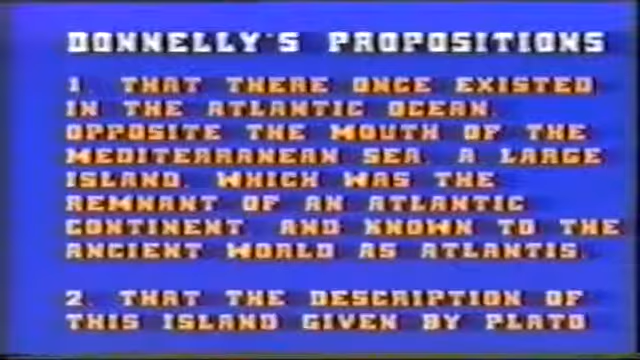 DONNELLY'S PROPOSITIONS
1. THAT THERE ONCE EXISTED
IN THE ATLANTIC OCEAN,
OPPOSITE THE MOUTH OF THE
MEDITERRANEAN SEA, A LARGE
ISLAND, WHICH WAS THE
REMNANT OF AN ATLANTIC
CONTINENT, AND KNOWN TO THE
ANCIENT WORLD AS ATLANTIS.
2. THAT THE DESCRIPTION OF
THIS ISLAND GIVEN BY PLATO